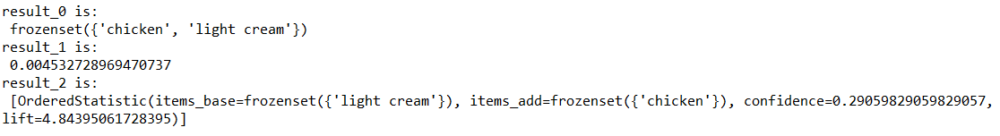 result_0 is:
 frozenset({'chicken', 'light cream'})
result_1 is:
 0.004532728969470737
result_2 is:
 [OrderedStatistic(items_base=frozenset({'light cream'}), items_add=frozenset({'chicken'}), confidence=0.29059829059829057,
lift=4.84395061728395)]